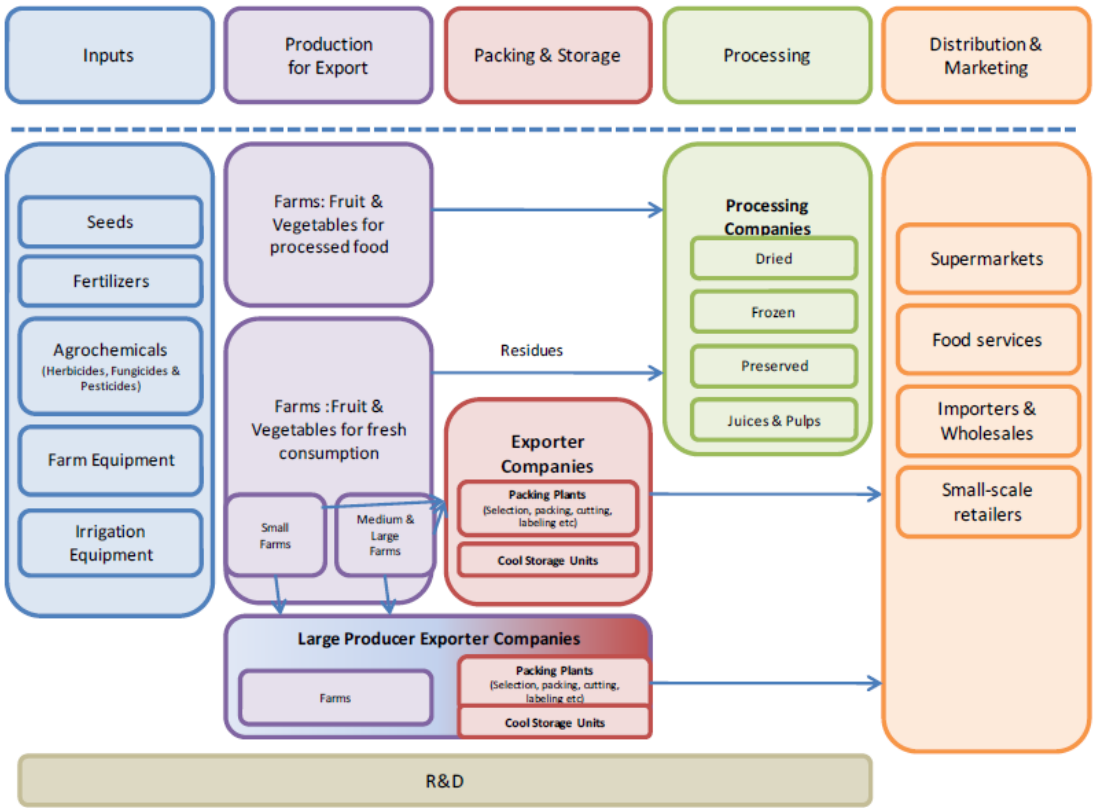 Inputs
Production
for Export
Packing & Storage
Processing
Distribution &
Marketing
Seeds
Fertilizers
Agrochemicals
(Herbicides, Fungicides &
Pesticides)
Farm Equipment
Irrigation
Equipment
Farms: Fruit &
Vegetables for
processed food
Farms :Fruit &
Vegetables for fresh
consumption
Small
Farms
Medium &
Large
Farms
Residues
Exporter
Companies
Packing Plants
(Selection, packing, cutting,
labeling etc)
Cool Storage Units
Large Producer Exporter Companies
Farms
Packing Plants
(Selection, packing, cutting,
labeling etc)
Cool Storage Units
Processing
Companies
Dried
Frozen
Preserved
Juices & Pulps
Supermarkets
Food services
Importers &
Wholesales
Small-scale
retailers
R&D